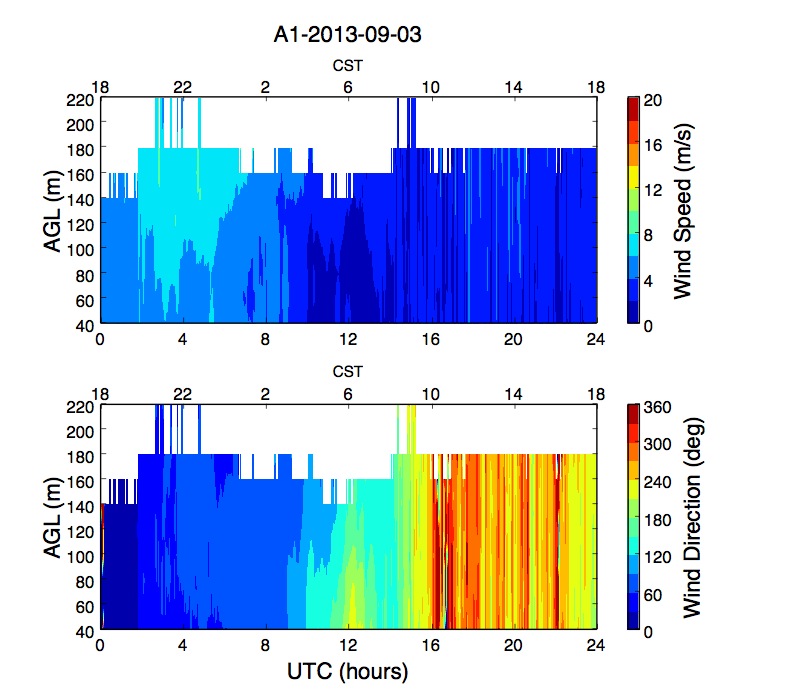 A1-2013-09-03
CST
18 22 2 6 10 14 18
220
200
180
160
140
120
100
80
60
40
AGL (m)
0 4 8 12 16 20 24
20
16
12
8
4
0
Wind Speed (m/s)
CST
18 22 2 6 10 14 18
220
200
180
160
140
120
100
80
60
40
AGL (m)
0 4 8 12 16 20 24
UTC (hours)
360
300
240
180
120
60
0
Wind Direction (deg)